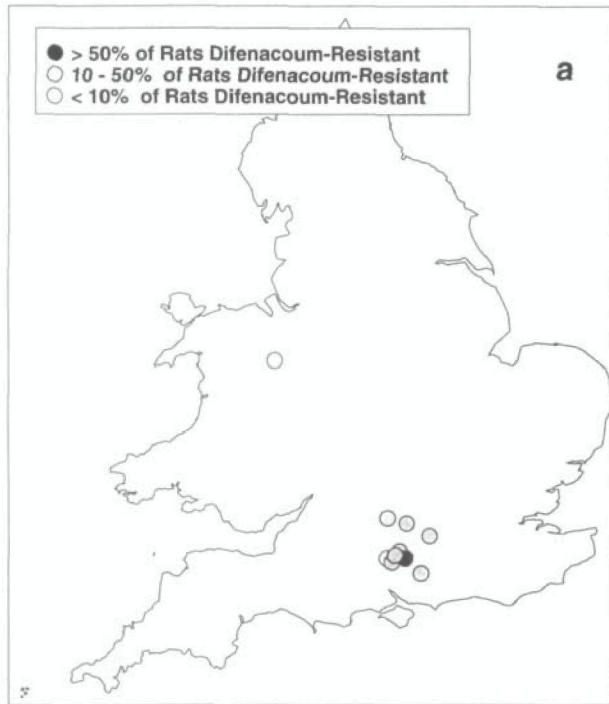 > 50% of Rats Difenacoum-Resistant
10 - 50% of Rats Difenacoum-Resistant
< 10% of Rats Difenacoum-Resistant
a